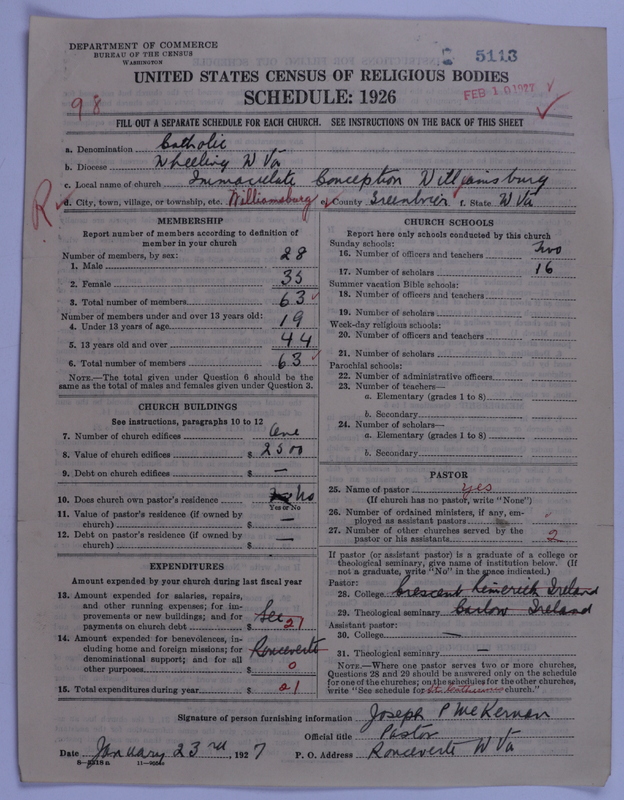 DEPARTMENT OF COMMERCE
BUREAU OF THE CENSUS
WASHINGTON
5113
UNITED STATES CENSUS OF RELIGIOUS BODIES
SCHEDULE: 1926
FEB 10 1927
98
FILL OUT A SEPARATE SCHEDULE FOR EACH CHURCH. SEE INSTRUCTIONS ON THE BACK OF THIS SHEET
a. Denomination Catholic
b. Diocese Wheeling W Va
c. Local name of church Immaculate Conception Williamsburg
R
d. City, town, village, or township, etc. Williamsburg e. County Greenbrier f. State W Va
MEMBERSHIP
Report number of members according to definition of
member in your church
Number of members, by sex:
1. Male 28
2. Female 35
3. Total number of members 63
Number of members under and over 13 years old:
4. Under 13 years of age 19
5. 13 years old and over 44
6. Total number of members 63
NOTE.—The total given under Question 6 should be the
same as the total of males and females given under Question 3.
CHURCH BUILDINGS
See instructions, paragraphs 10 to 12
7. Number of church edifices One
8. Value of church edifices $ 2500
9. Debt on church edifices $ —
10. Does church own pastor's residence No
Yes or No
11. Value of pastor's residence (if owned by
church) $ —
12. Debt on pastor's residence (if owned by
church) $ —
EXPENDITURES
Amount expended by your church during last fiscal year
13. Amount expended for salaries, repairs,
and other running expenses; for im-
provements or new buildings; and for
payments on church debt $ See 21
14. Amount expended for benevolences, in-
cluding home and foreign missions; for
denominational support; and for all
other purposes $ Ronceverte 0
15. Total expenditures during year $ 21
CHURCH SCHOOLS
Report here only schools conducted by this church
Sunday schools:
16. Number of officers and teachers Two
17. Number of scholars 16
Summer vacation Bible schools:
18. Number of officers and teachers
19. Number of scholars
Week-day religious schools:
20. Number of officers and teachers
21. Number of scholars
Parochial schools:
22. Number of administrative officers
23. Number of teachers—
a. Elementary (grades 1 to 8)
b. Secondary
24. Number of scholars—
a. Elementary (grades 1 to 8)
b. Secondary
PASTOR
25. Name of pastor yes
(If church has no pastor, write "None")
26. Number of ordained ministers, if any, em-
ployed as assistant pastors
27. Number of other churches served by the
pastor or his assistants 2
If pastor (or assistant pastor) is a graduate of a college or
theological seminary, give name of institution below. (If
not a graduate, write "No" in the space indicated.)
Pastor:
28. College Crescent Limerick Ireland
29. Theological seminary Carlow Ireland
Assistant pastor:
30. College —
31. Theological seminary —
NOTE.—Where one pastor serves two or more churches,
Questions 28 and 29 should be answered only on the schedule
for one of the churches; on the schedules for the other churches,
write "See schedule for St. Catherines church."
Signature of person furnishing information Joseph P McKernan
Official title Pastor
Date January 23rd, 1927 P. O. Address Ronceverte W Va